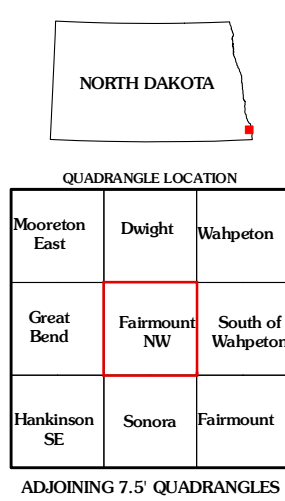 NORTH DAKOTA
QUADRANGLE LOCATION
Mooreton
East
Dwight
Wahpeton
Great
Bend
Fairmount
NW
South of
Wahpeton
Hankinson
SE
Sonora
Fairmount
ADJOINING 7.5' QUADRANGLES